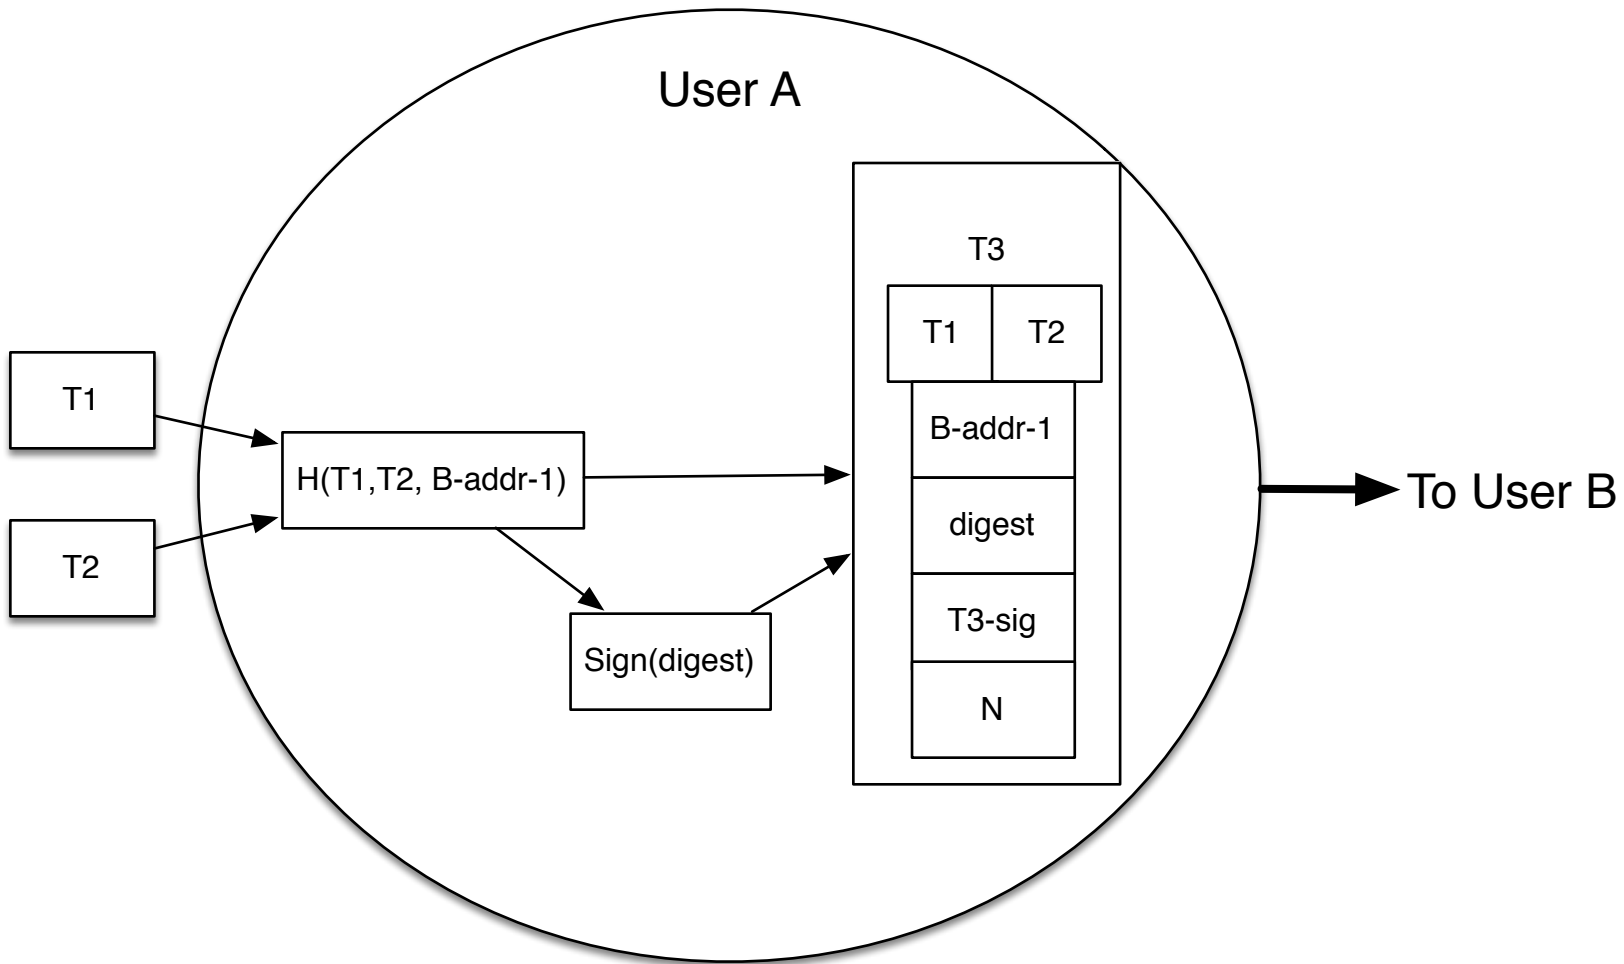 User A
T1
T2
H(T1,T2, B-addr-1)
Sign(digest)
T3
T1
T2
B-addr-1
digest
T3-sig
N
To User B